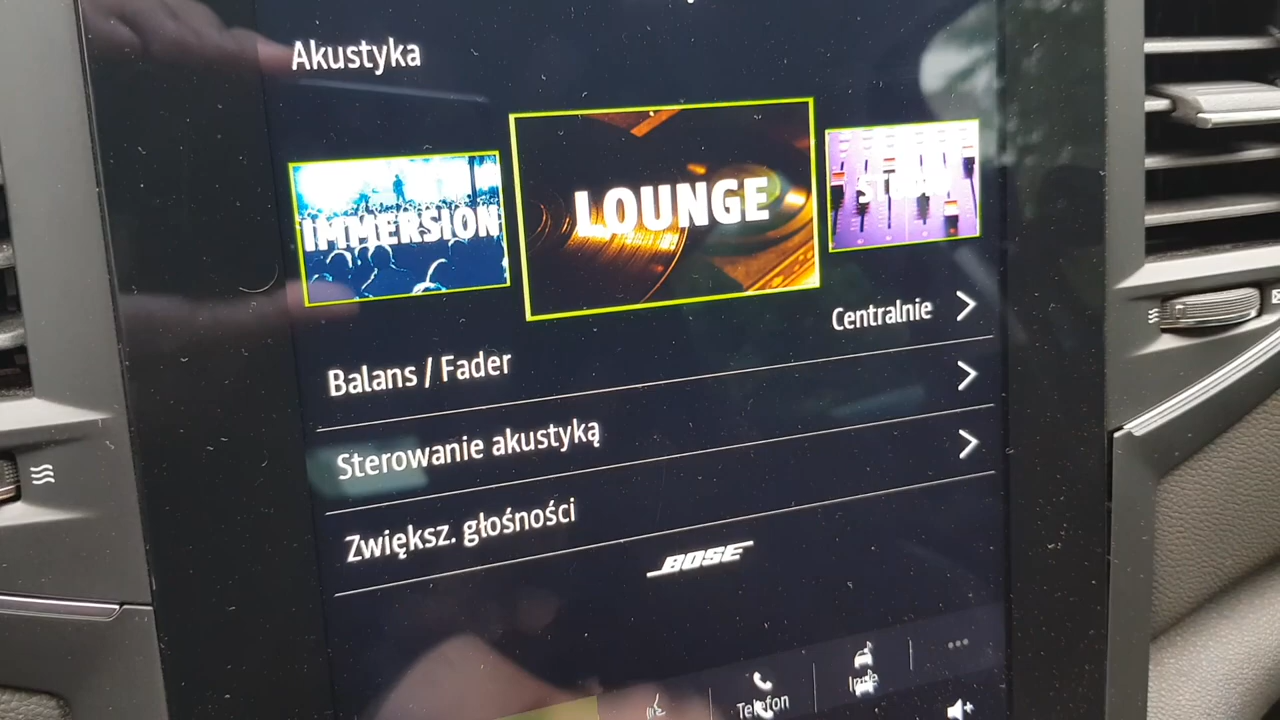 Akustyka
IMMERSION
LOUNGE
Centralnie
Balans / Fader
Sterowanie akustyką
Zwiększ. głośności
BOSE
Telefon